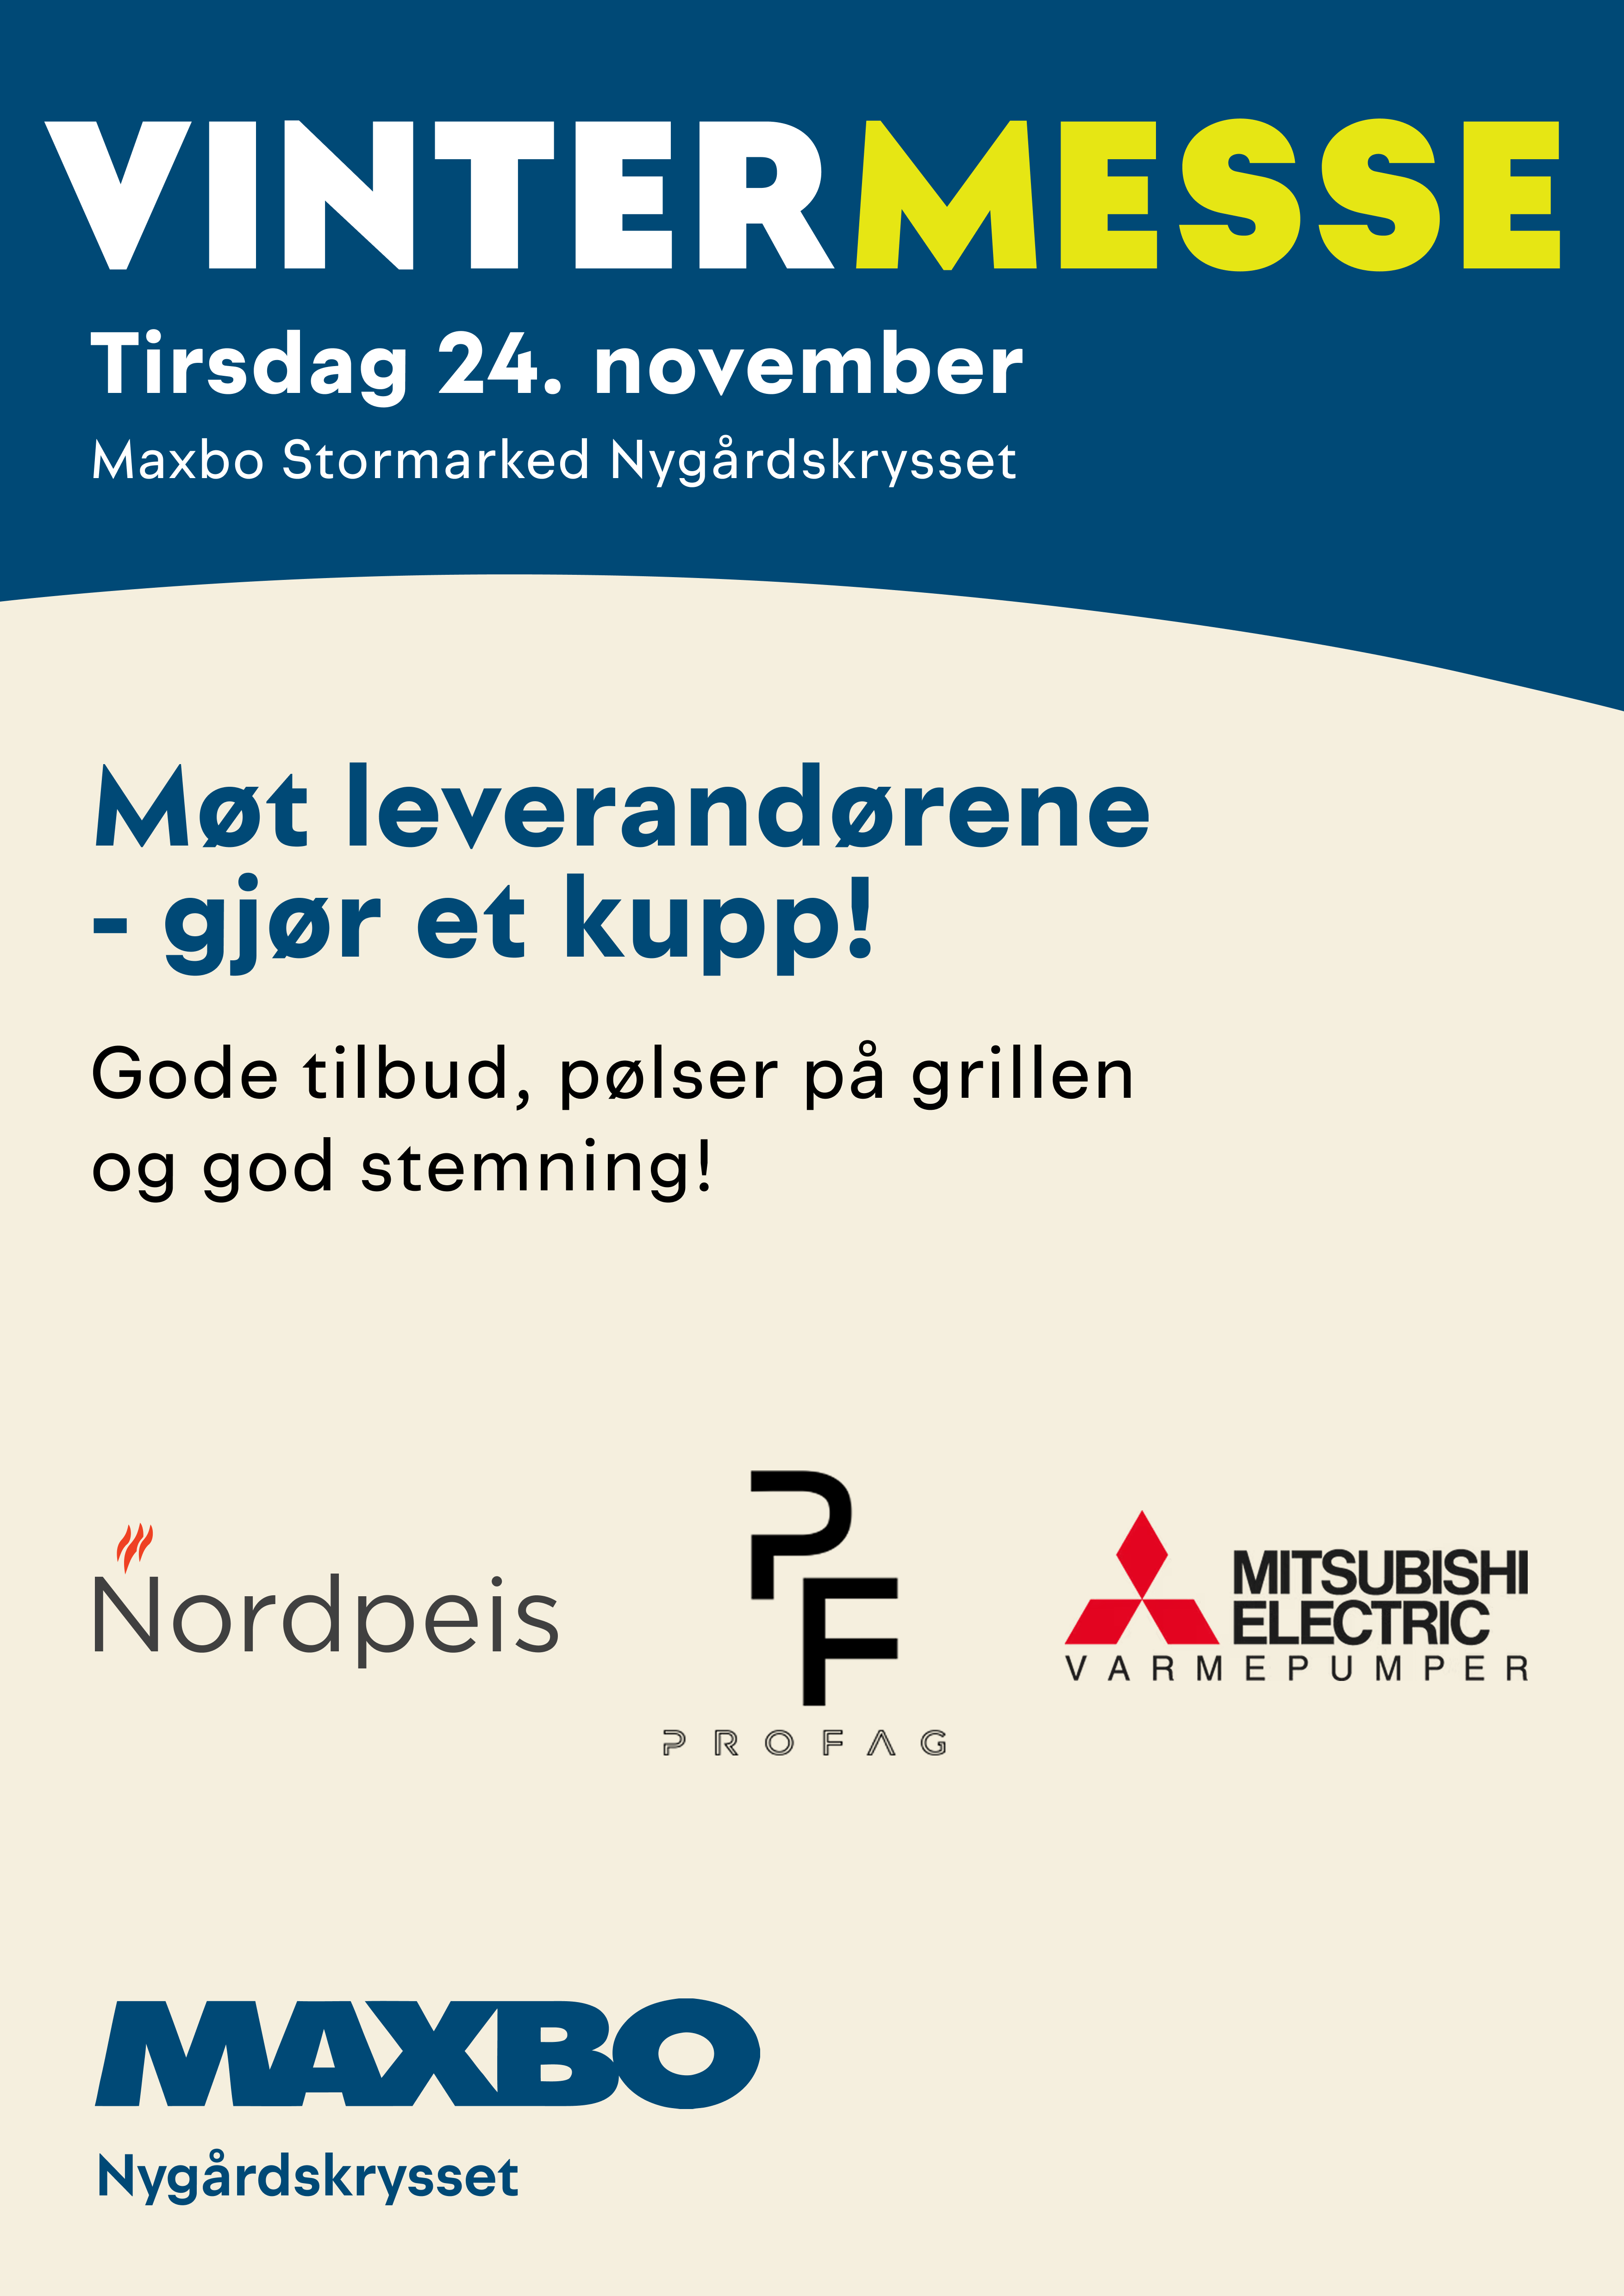 VINTERMESSE
Tirsdag 24. november
Maxbo Stormarked Nygårdskrysset
Møt leverandørene
- gjør et kupp!
Gode tilbud, pølser på grillen
og god stemning!
Nordpeis
PF
PROFAG
MITSUBISHI
ELECTRIC
VARMEPUMPER
MAXBO
Nygårdskrysset